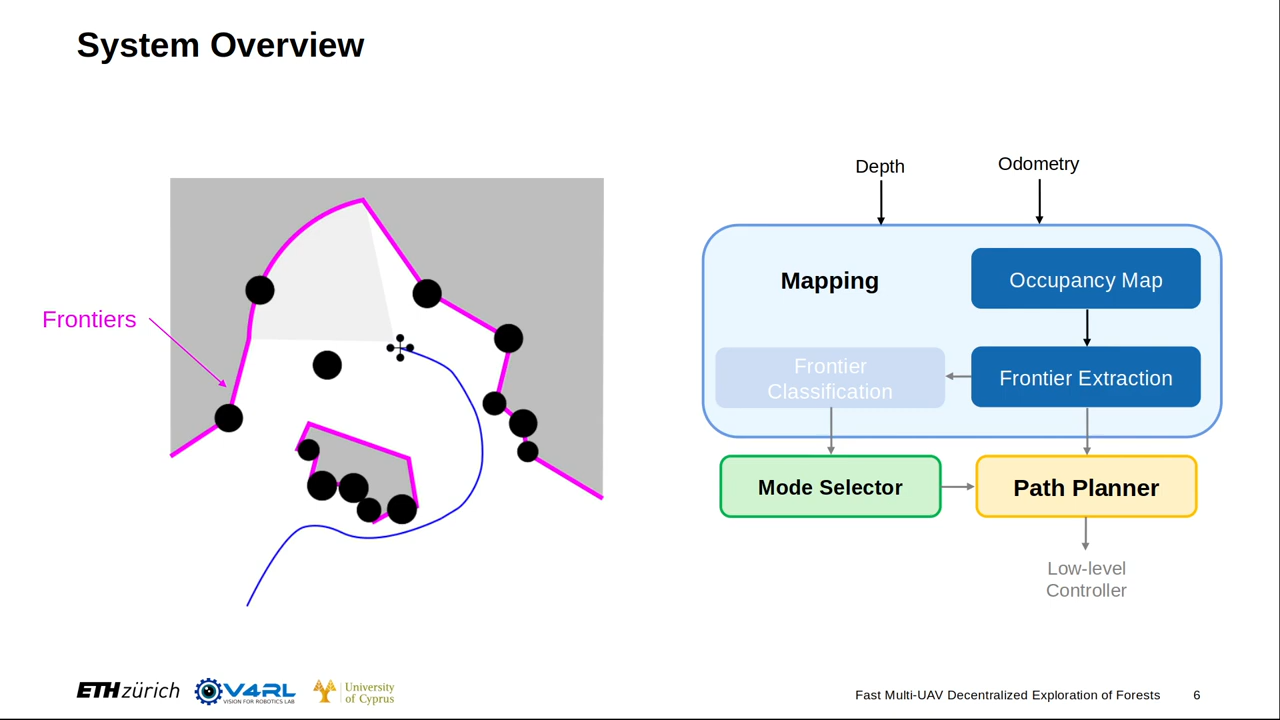 System Overview
Frontiers
Depth
Odometry
Mapping
Occupancy Map
Frontier
Classification
Frontier Extraction
Mode Selector
Path Planner
Low-level
Controller
ETH zürich
V4RL
VISION FOR ROBOTICS LAB
University
of Cyprus
Fast Multi-UAV Decentralized Exploration of Forests
6